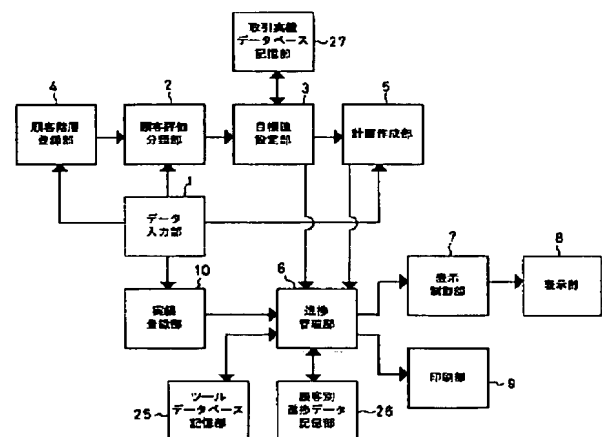 取引実績
データベース
記憶部
27
4
2
3
5
顧客階層
登録部
顧客評価
分類部
目標値
設定部
計画作成部
1
データ
入力部
10
6
7
8
実績
登録部
進捗
管理部
表示
制御部
表示部
印刷部
9
25
ツール
データベース
記憶部
顧客別
進捗データ
記憶部
26